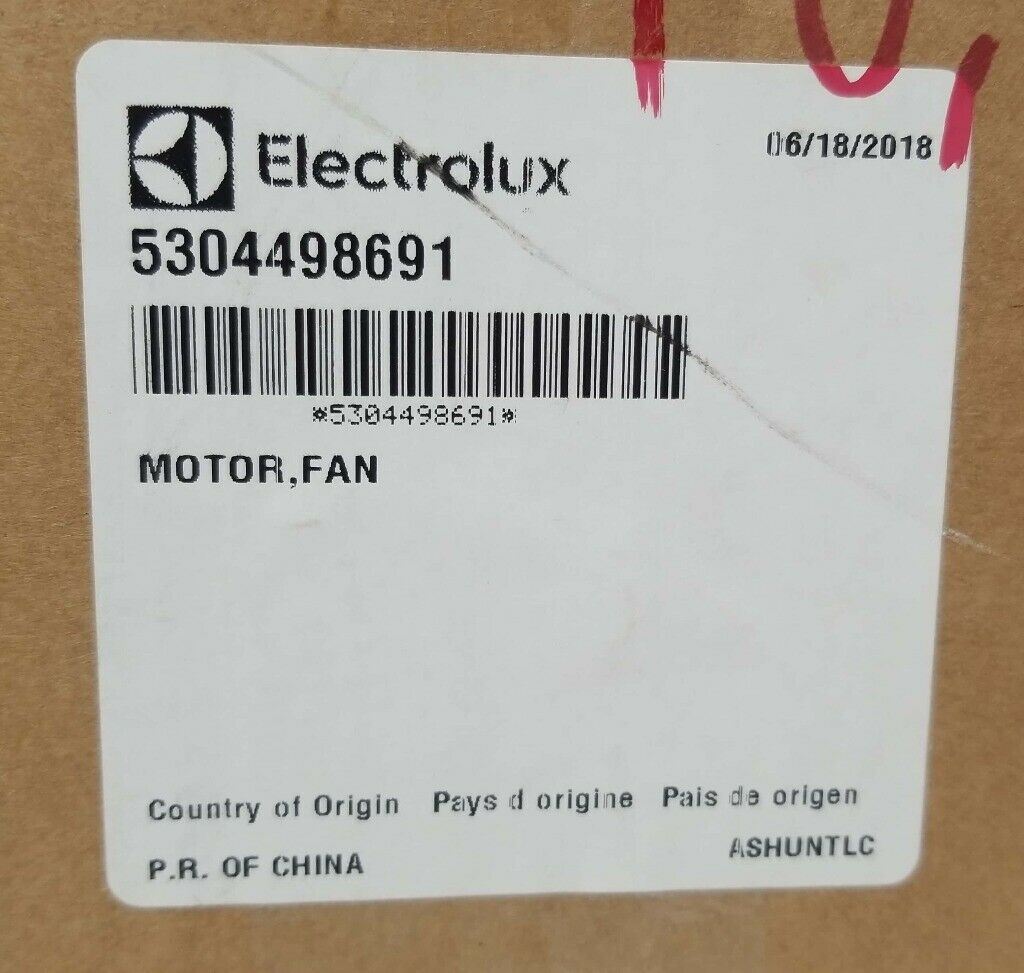 06/18/2018
Electrolux
5304498691
*5304498691*
MOTOR,FAN
Country of Origin Pays d origine Pais de origen
P.R. OF CHINA
ASHUNTLC